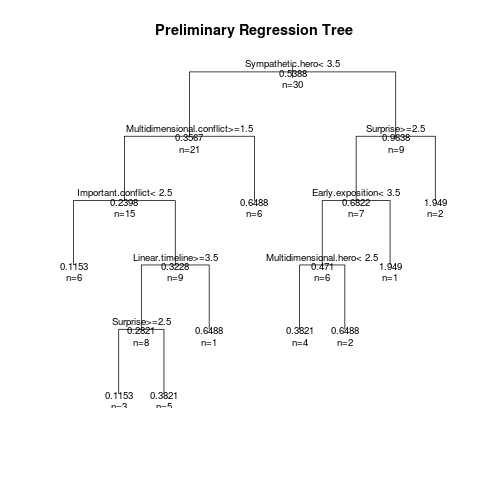 Preliminary Regression Tree
Sympathetic.hero< 3.5
0.5388
n=30
Multidimensional.conflict>=1.5
0.3567
n=21
Surprise>=2.5
0.9638
n=9
Important.conflict< 2.5
0.2398
n=15
0.6488
n=6
Early.exposition< 3.5
0.6822
n=7
1.949
n=2
0.1153
n=6
Linear.timeline>=3.5
0.3228
n=9
Multidimensional.hero< 2.5
0.471
n=6
1.949
n=1
Surprise>=2.5
0.2821
n=8
0.6488
n=1
0.3821
n=4
0.6488
n=2
0.1153
n=3
0.3821
n=5